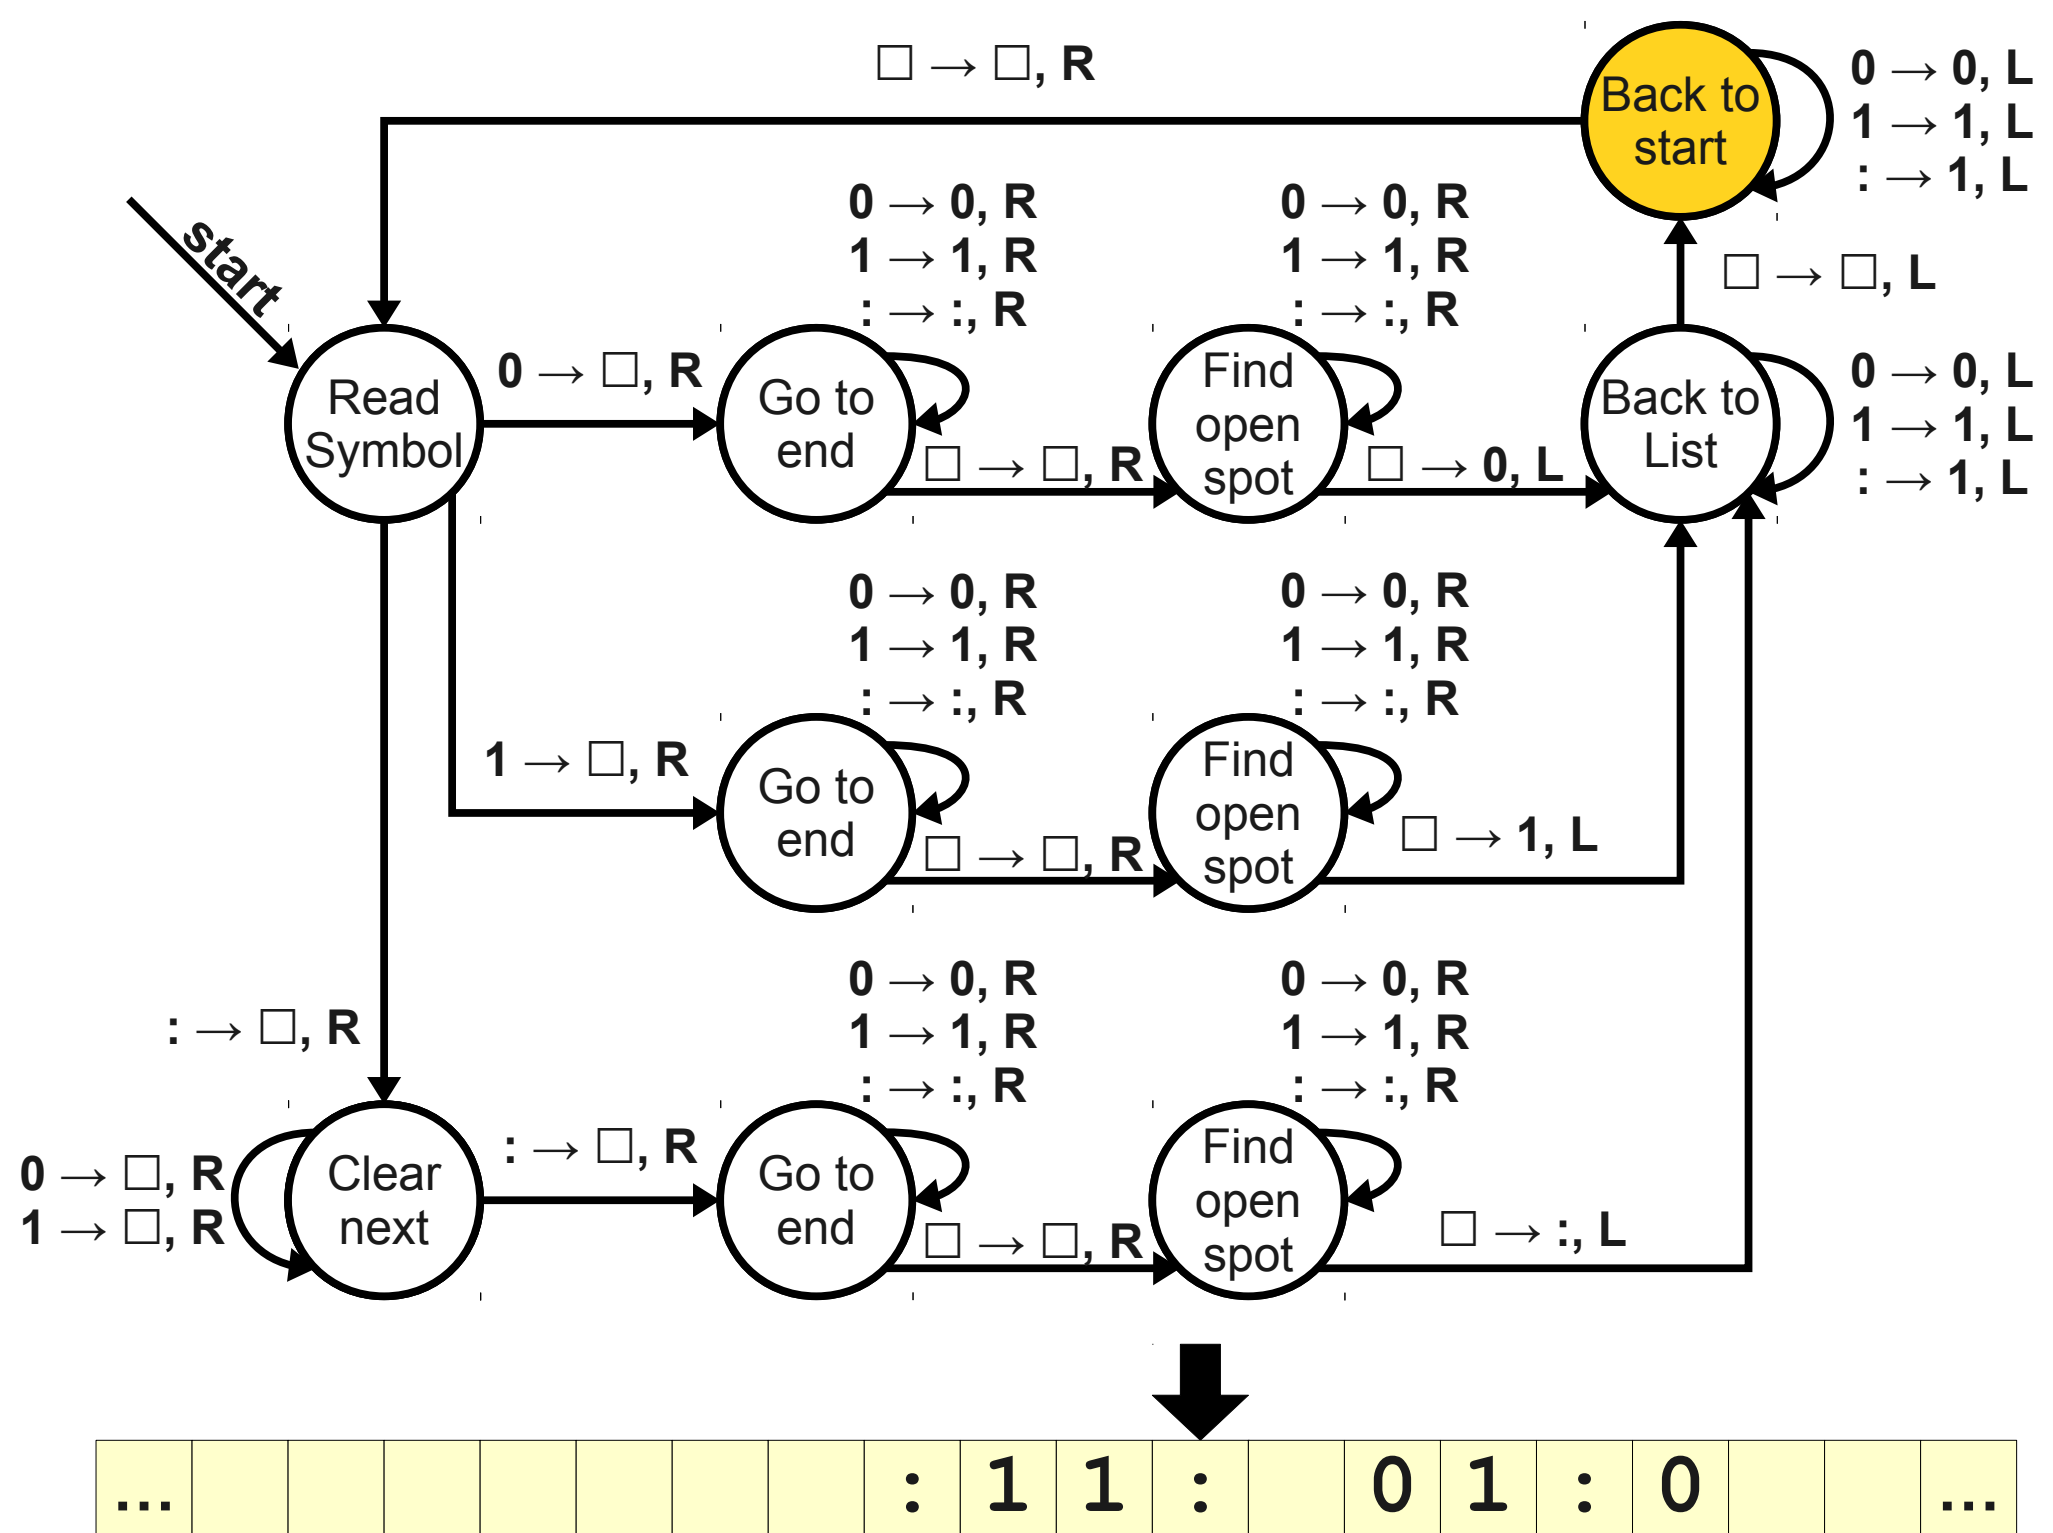 □ → □, R
Back to
start
0 → 0, L
1 → 1, L
: → 1, L
start
0 → 0, R
1 → 1, R
: → :, R
0 → 0, R
1 → 1, R
: → :, R
□ → □, L
Read
Symbol
0 → □, R
Go to
end
□ → □, R
Find
open
spot
□ → 0, L
Back to
List
0 → 0, L
1 → 1, L
: → 1, L
0 → 0, R
1 → 1, R
: → :, R
0 → 0, R
1 → 1, R
: → :, R
1 → □, R
Go to
end
□ → □, R
Find
open
spot
□ → 1, L
0 → 0, R
1 → 1, R
: → :, R
0 → 0, R
1 → 1, R
: → :, R
: → □, R
0 → □, R
1 → □, R
Clear
next
: → □, R
Go to
end
□ → □, R
Find
open
spot
□ → :, L
... : 1 1 : 0 1 : 0 ...